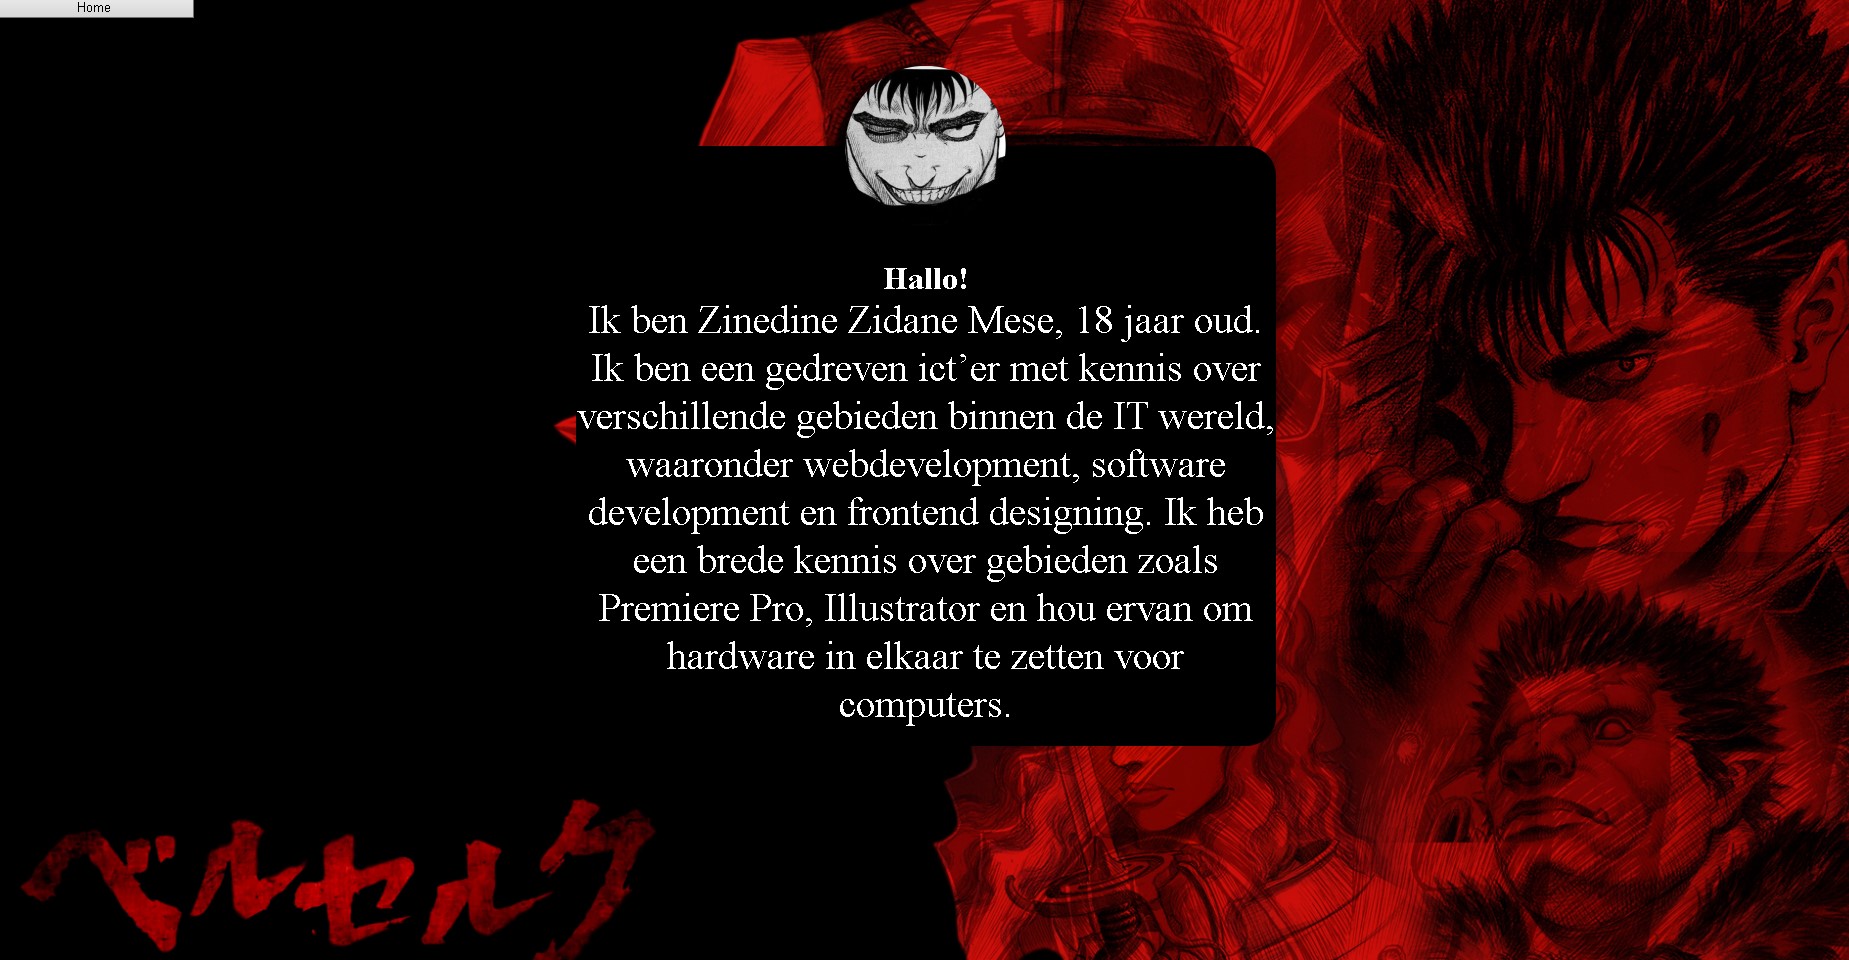 Home
Hallo!
Ik ben Zinedine Zidane Mese, 18 jaar oud.
Ik ben een gedreven ict’er met kennis over
verschillende gebieden binnen de IT wereld,
waaronder webdevelopment, software
development en frontend designing. Ik heb
een brede kennis over gebieden zoals
Premiere Pro, Illustrator en hou ervan om
hardware in elkaar te zetten voor
computers.
ベルセルク